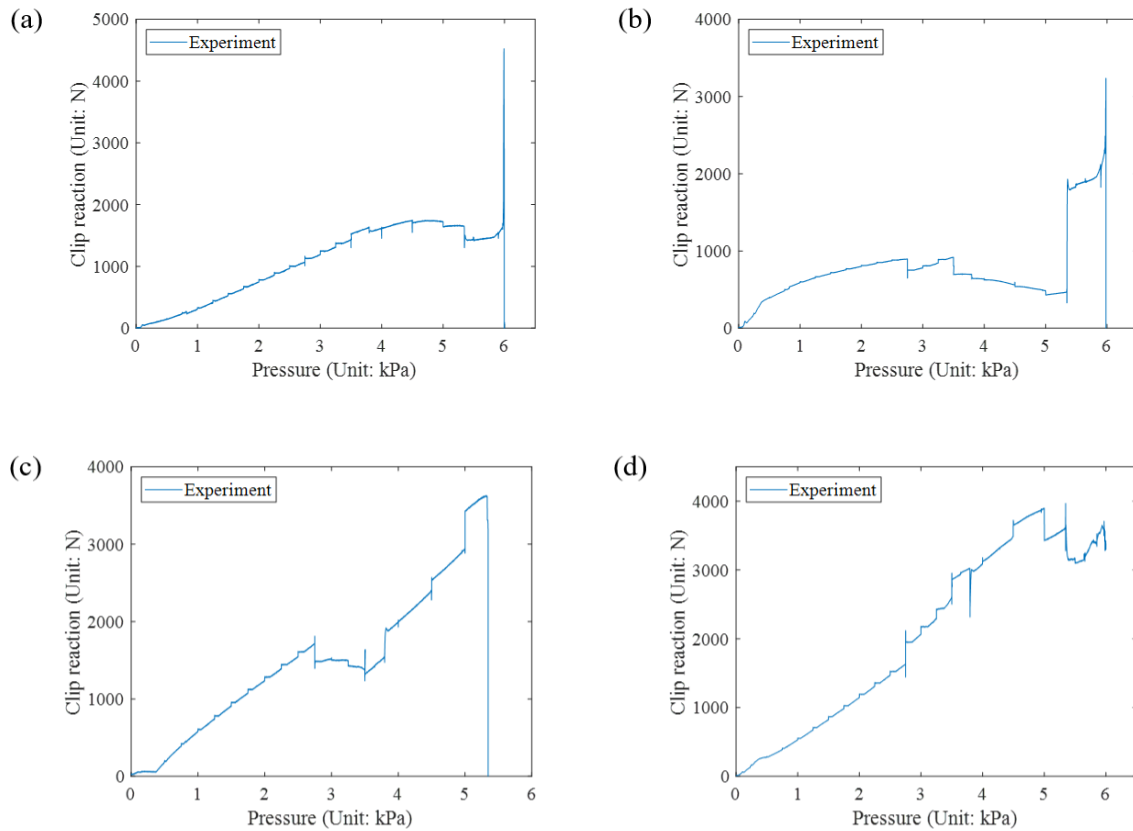 (a)
5000
4000
3000
2000
1000
0
Clip reaction (Unit: N)
Experiment
0 1 2 3 4 5 6
Pressure (Unit: kPa)
(b)
4000
3000
2000
1000
0
Clip reaction (Unit: N)
Experiment
0 1 2 3 4 5 6
Pressure (Unit: kPa)
(c)
4000
3000
2000
1000
0
Clip reaction (Unit: N)
Experiment
0 1 2 3 4 5 6
Pressure (Unit: kPa)
(d)
4000
3000
2000
1000
0
Clip reaction (Unit: N)
Experiment
0 1 2 3 4 5 6
Pressure (Unit: kPa)